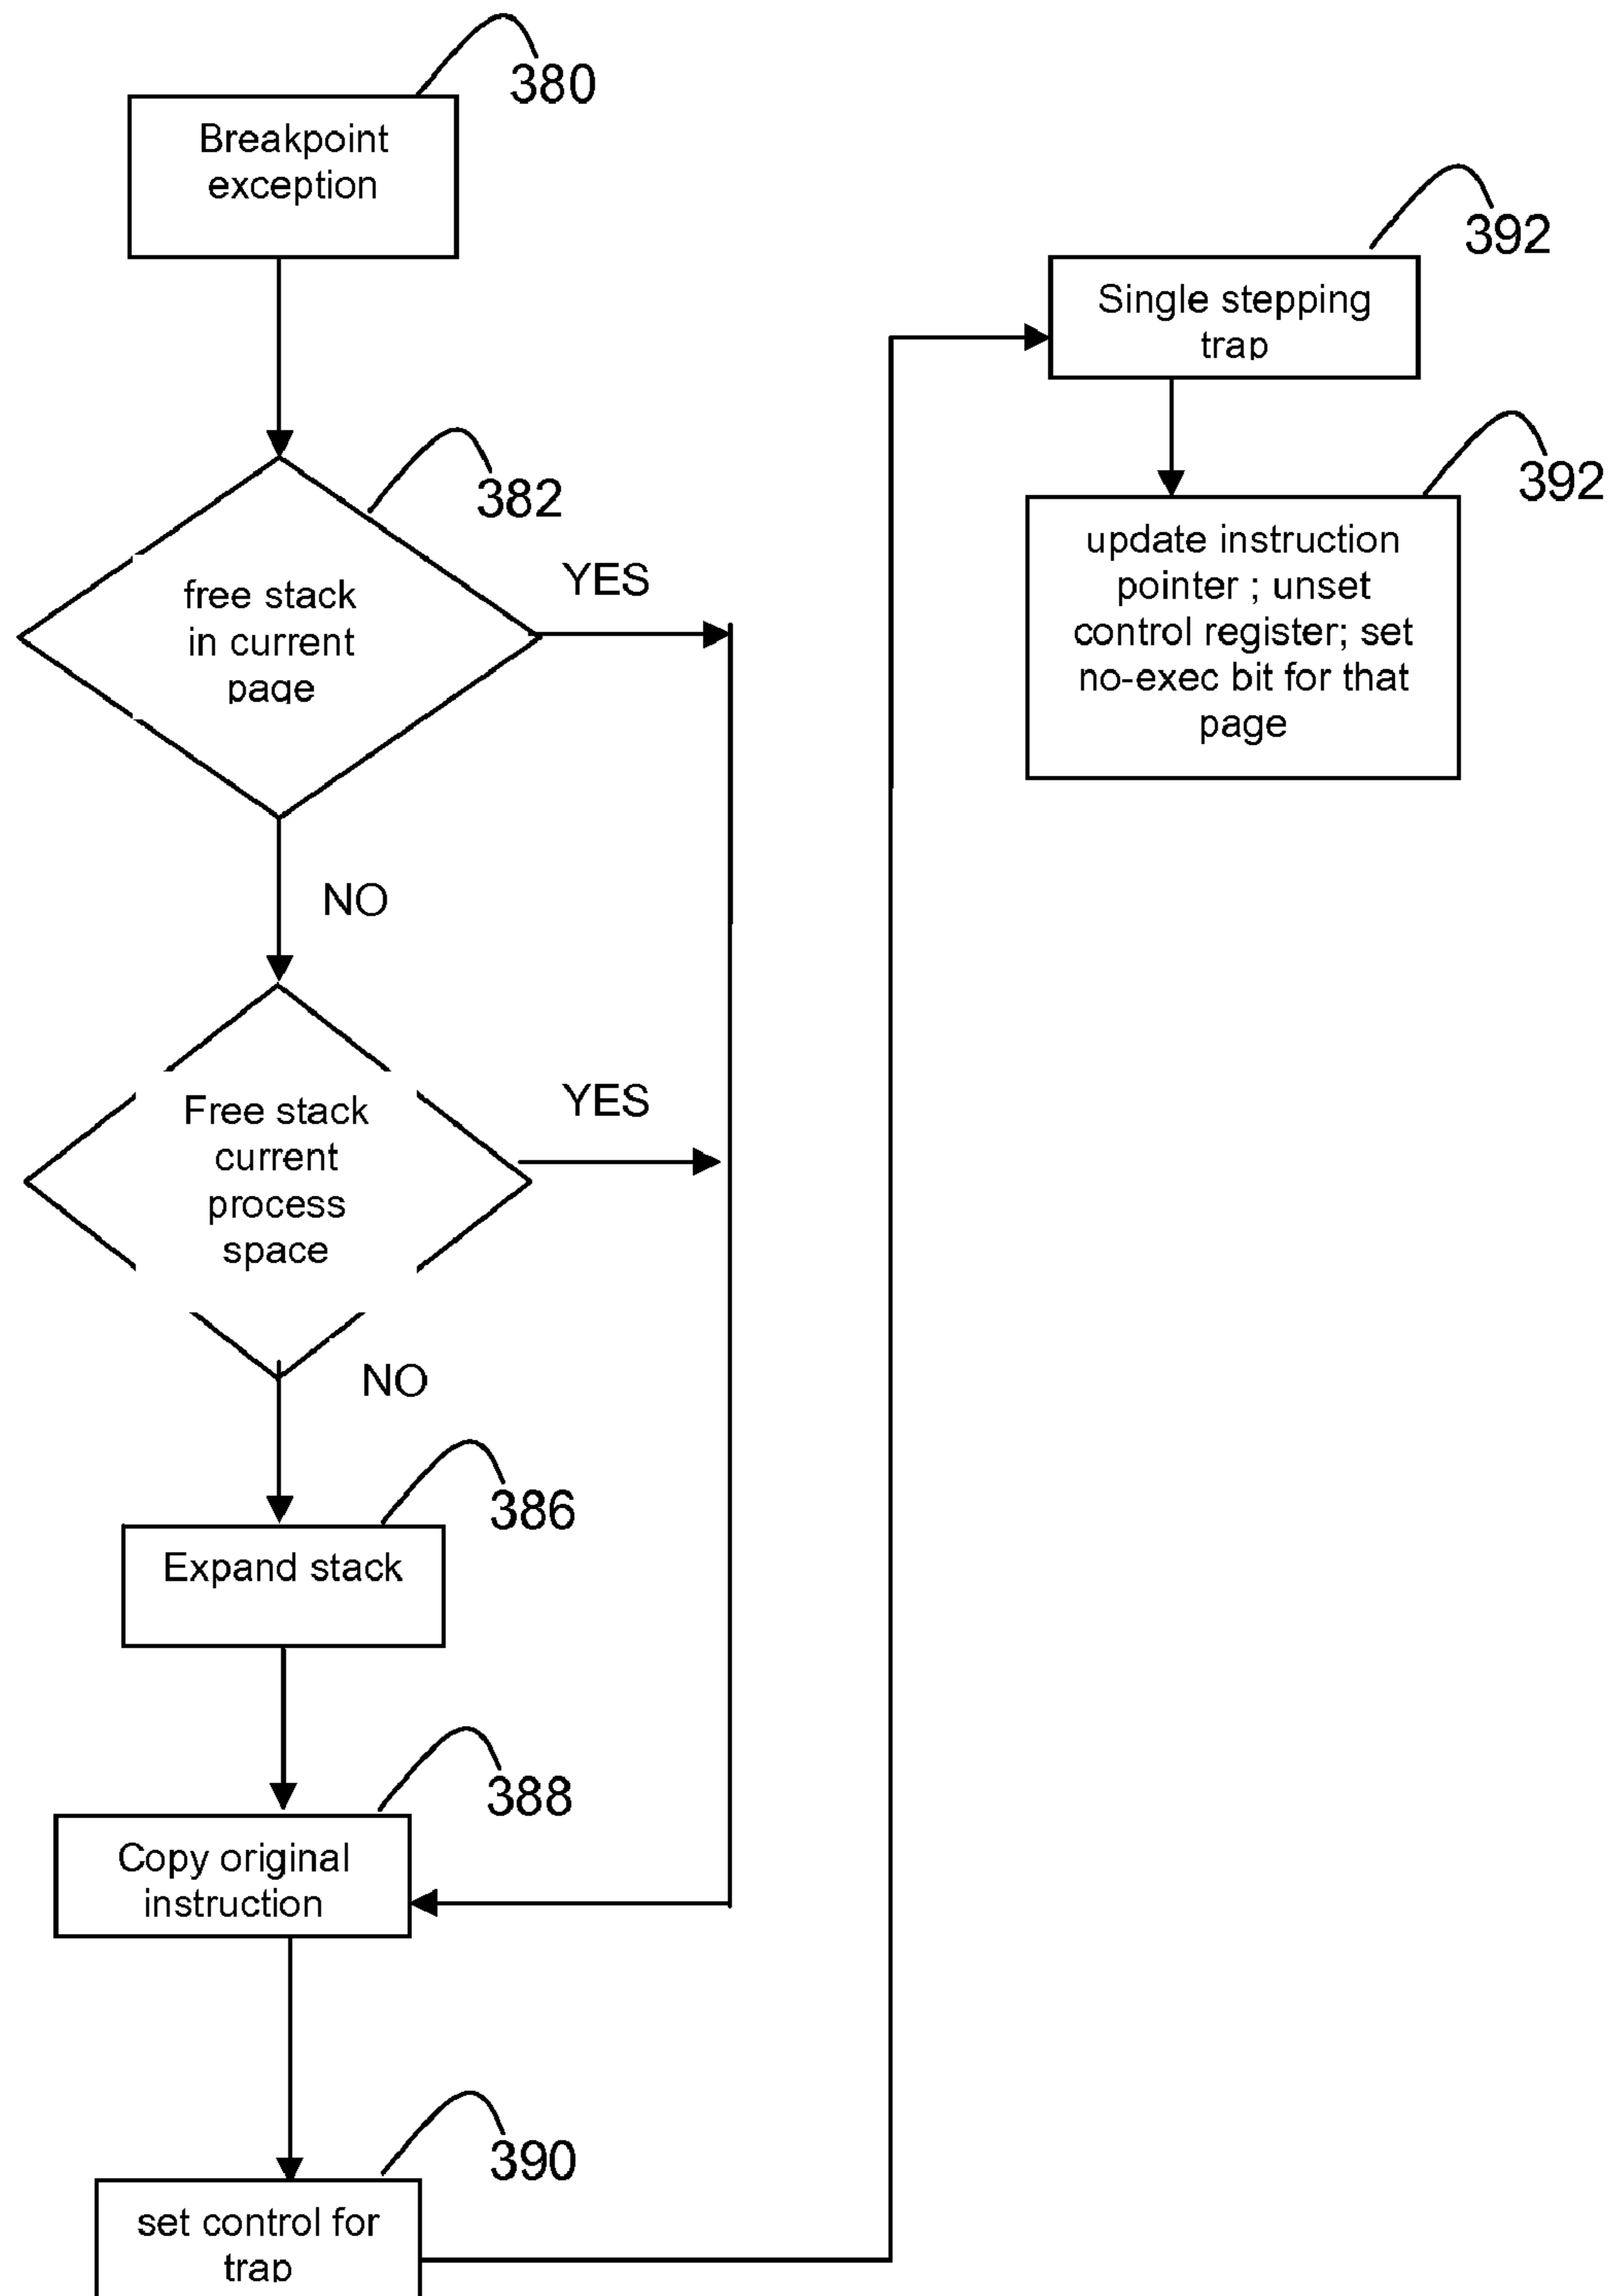 380
Breakpoint
exception
382
free stack
in current
page
YES
NO
Free stack
current
process
space
YES
NO
386
Expand stack
388
Copy original
instruction
390
set control for
trap
392
Single stepping
trap
392
update instruction
pointer ; unset
control register; set
no-exec bit for that
page